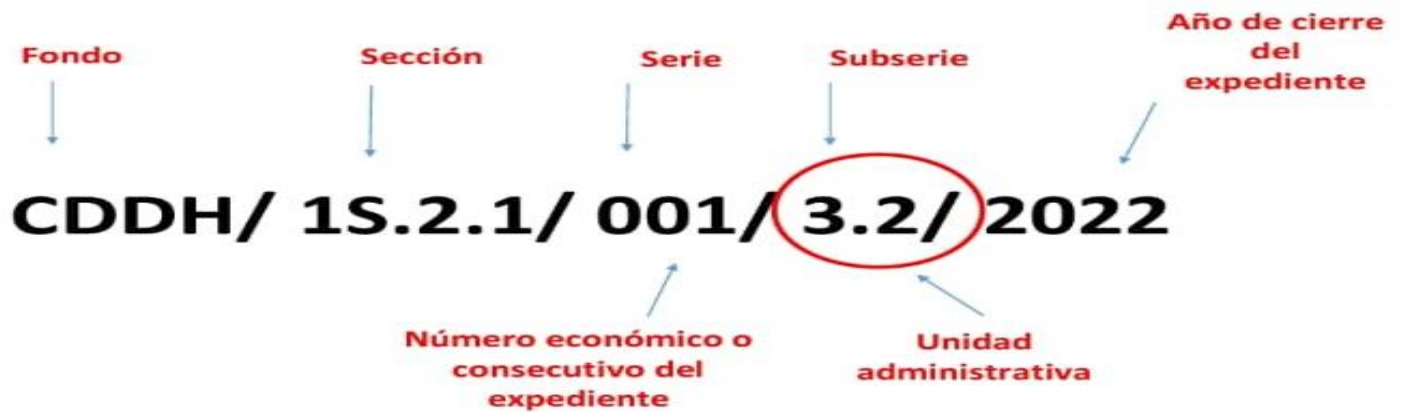 Fondo
Sección
Serie
Subserie
Año de cierre
del
expediente
CDDH/ 1S.2.1/ 001/ 3.2/ 2022
Número económico o
consecutivo del
expediente
Unidad
administrativa